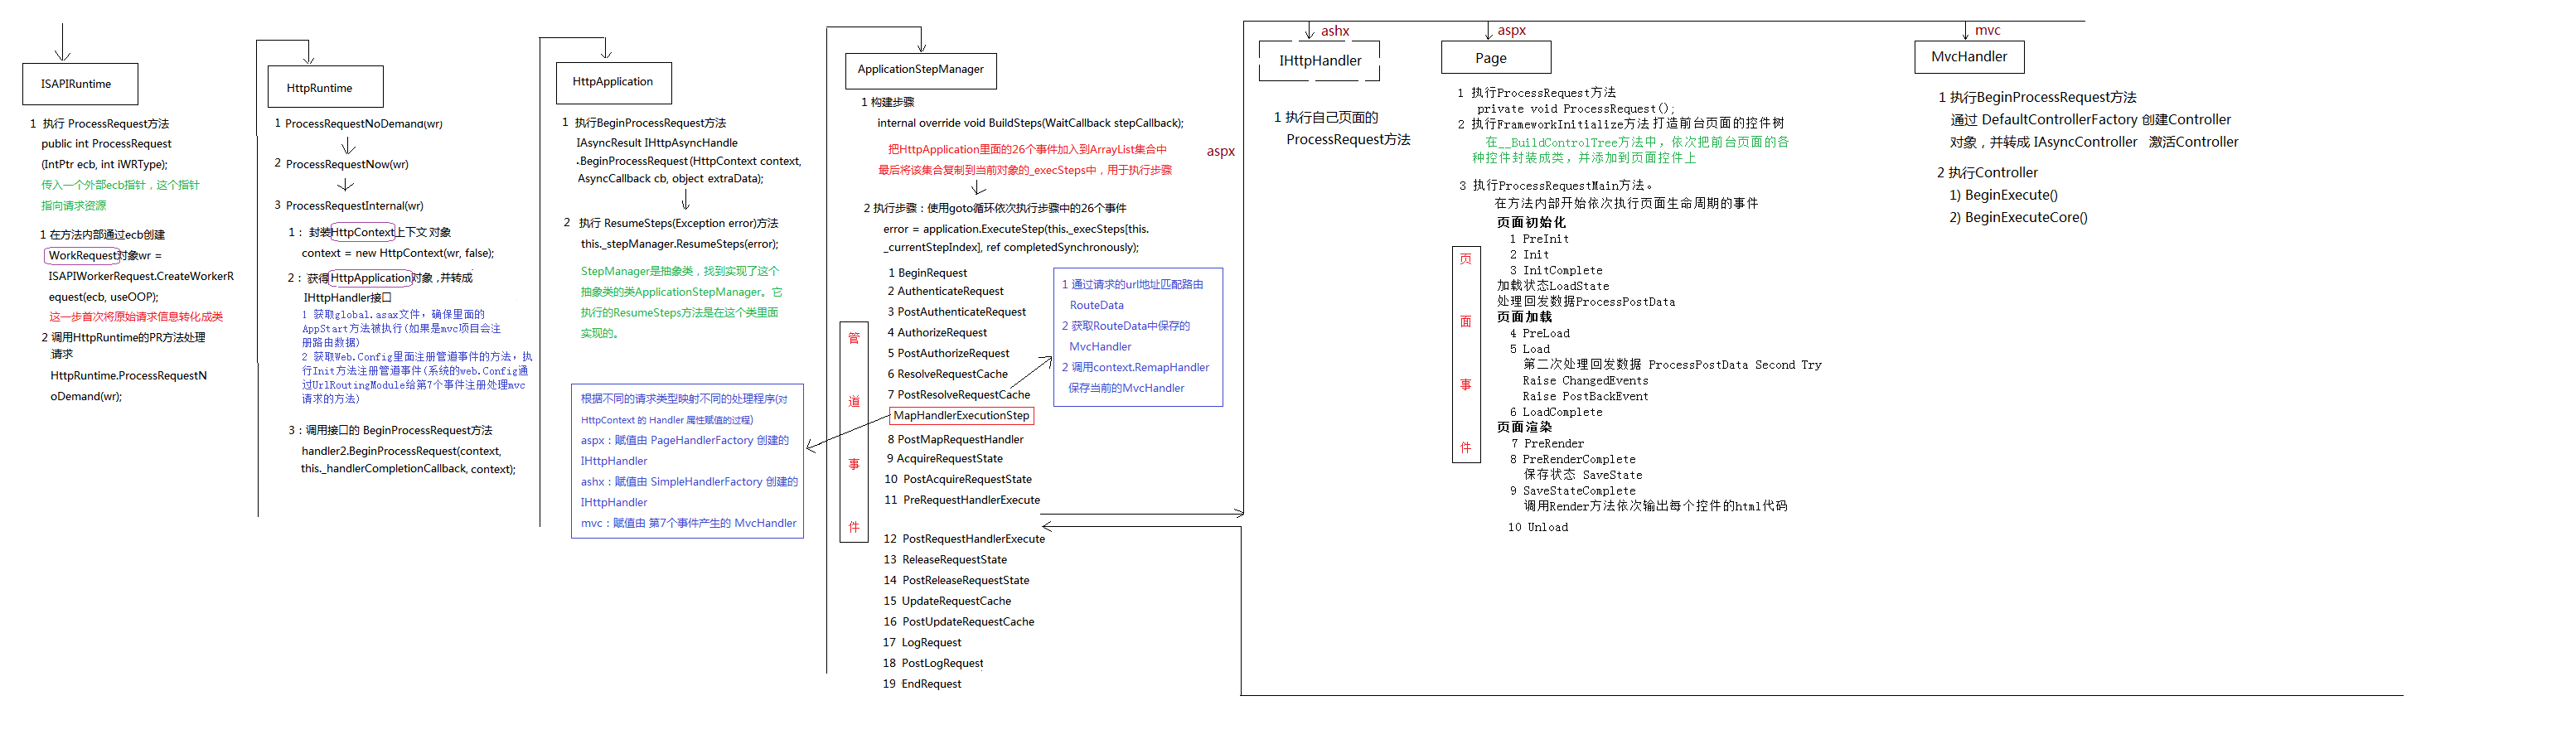 ISAPIRuntime
1 执行 ProcessRequest方法
public int ProcessRequest
(IntPtr ecb, int iWRType);
传入一个外部ecb指针，这个指针
指向请求资源
1 在方法内部通过ecb创建
WorkRequest对象wr =
ISAPIWorkerRequest.CreateWorkerR
equest(ecb, useOOP);
这一步首次将原始请求信息转化成类
2 调用HttpRuntime的PR方法处理
请求
HttpRuntime.ProcessRequestN
oDemand(wr);
HttpRuntime
1 ProcessRequestNoDemand(wr)
2 ProcessRequestNow(wr)
3 ProcessRequestInternal(wr)
1： 封装HttpContext上下文对象
context = new HttpContext(wr, false);
2：获得HttpApplication对象,并转成
IHttpHandler接口
1 获取global.asax文件，确保里面的
AppStart方法被执行(如果是mvc项目会注
册路由数据)
2 获取Web.Config里面注册管道事件的方法，执
行Init方法注册管道事件(系统的web.Config通
过UrlRoutingModule给第7个事件注册处理mvc
请求的方法)
3：调用接口的 BeginProcessRequest方法
handler2.BeginProcessRequest(context,
this._handlerCompletionCallback, context);
HttpApplication
1 执行BeginProcessRequest方法
IAsyncResult IHttpAsyncHandle
.BeginProcessRequest(HttpContext context,
AsyncCallback cb, object extraData);
2 执行 ResumeSteps(Exception error)方法
this._stepManager.ResumeSteps(error);
StepManager是抽象类，找到实现了这个
抽象类的类ApplicationStepManager。它
执行的ResumeSteps方法是在这个类里面
实现的。
根据不同的请求类型映射不同的处理程序(对
HttpContext 的 Handler 属性赋值的过程)
aspx：赋值由 PageHandlerFactory 创建的
IHttpHandler
ashx：赋值由 SimpleHandlerFactory 创建的
IHttpHandler
mvc：赋值由 第7个事件产生的 MvcHandler
ApplicationStepManager
1 构建步骤
internal override void BuildSteps(WaitCallback stepCallback);
把HttpApplication里面的26个事件加入到ArrayList集合中
最后将该集合复制到当前对象的_execSteps中，用于执行步骤
2 执行步骤：使用goto循环依次执行步骤中的26个事件
error = application.ExecuteStep(this._execSteps[this.
_currentStepIndex], ref completedSynchronously);
管
道
事
件
1 BeginRequest
2 AuthenticateRequest
3 PostAuthenticateRequest
4 AuthorizeRequest
5 PostAuthorizeRequest
6 ResolveRequestCache
7 PostResolveRequestCache
MapHandlerExecutionStep
8 PostMapRequestHandler
9 AcquireRequestState
10 PostAcquireRequestState
11 PreRequestHandlerExecute
12 PostRequestHandlerExecute
13 ReleaseRequestState
14 PostReleaseRequestState
15 UpdateRequestCache
16 PostUpdateRequestCache
17 LogRequest
18 PostLogRequest
19 EndRequest
1 通过请求的url地址匹配路由
RouteData
2 获取RouteData中保存的
MvcHandler
2 调用context.RemapHandler
保存当前的MvcHandler
aspx
ashx
IHttpHandler
1 执行自己页面的
ProcessRequest方法
aspx
Page
1 执行ProcessRequest方法
private void ProcessRequest();
2 执行FrameworkInitialize方法 打造前台页面的控件树
在__BuildControlTree方法中，依次把前台页面的各
种控件封装成类，并添加到页面控件上
3 执行ProcessRequestMain方法。
在方法内部开始依次执行页面生命周期的事件
页
面
事
件
页面初始化
1 PreInit
2 Init
3 InitComplete
加载状态LoadState
处理回发数据ProcessPostData
页面加载
4 PreLoad
5 Load
第二次处理回发数据 ProcessPostData Second Try
Raise ChangedEvents
Raise PostBackEvent
6 LoadComplete
页面渲染
7 PreRender
8 PreRenderComplete
保存状态 SaveState
9 SaveStateComplete
调用Render方法依次输出每个控件的html代码
10 Unload
mvc
MvcHandler
1 执行BeginProcessRequest方法
通过 DefaultControllerFactory 创建Controller
对象，并转成 IAsyncController 激活Controller
2 执行Controller
1) BeginExecute()
2) BeginExecuteCore()